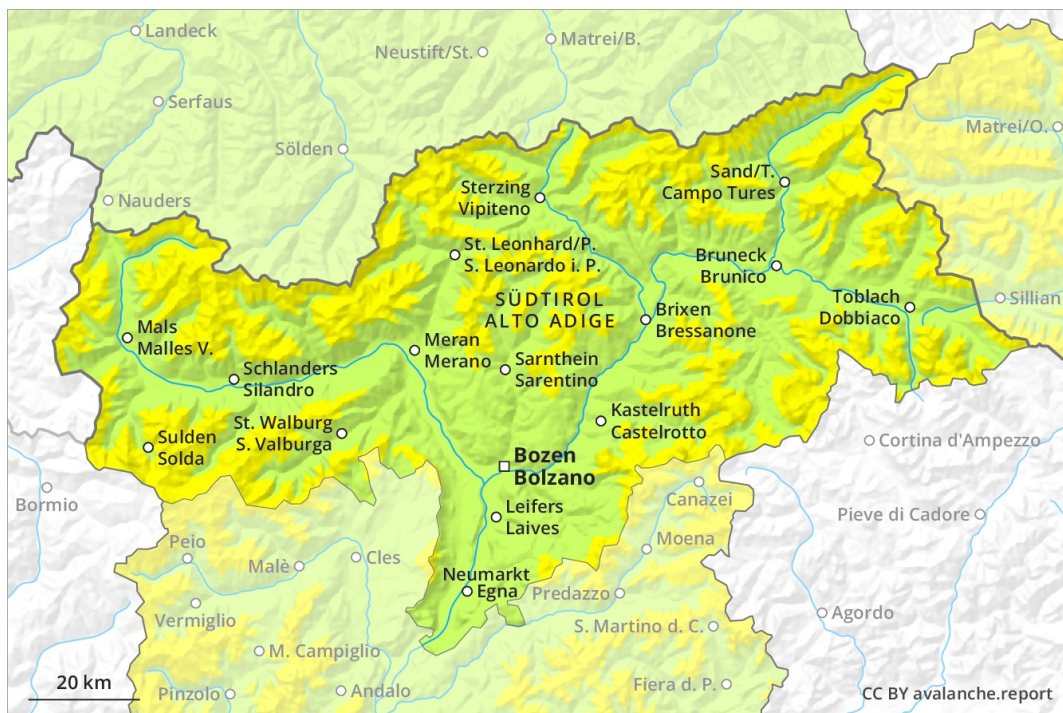 Landeck
Matrei/B.
Neustift/St.
Serfaus
Matrei/O.
Sölden
Sand/T.
Campo Tures
Sterzing
Vipiteno
Nauders
St. Leonhard/P.
S. Leonardo i. P.
Bruneck
Brunico
SÜDTIROL
ALTO ADIGE
Toblach
Dobbiaco
Sillian
Brixen
Bressanone
Mals
Malles V.
Meran
Merano
Schlanders
Silandro
Sarnthein
Sarentino
Kastelruth
Castelrotto
St. Walburg
S. Valburga
Sulden
Solda
Cortina d'Ampezzo
Bozen
Bolzano
Bormio
Canazei
Leifers
Laives
Pieve di Cadore
Moena
Peio
Cles
Malè
Neumarkt
Egna
Predazzo
Vermiglio
Agordo
S. Martino d. C.
M. Campiglio
20 km
Pinzolo
Andalo
Fiera d. P.
CC BY avalanche.report